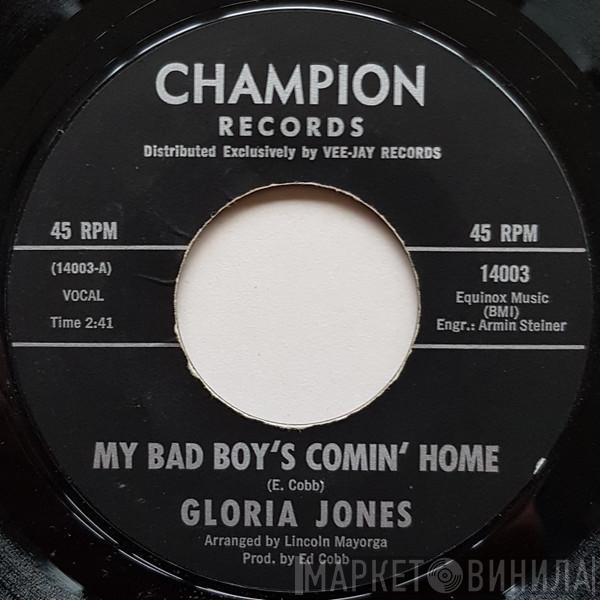 CHAMPION
RECORDS
Distributed Exclusively by VEE-JAY RECORDS
45 RPM
45 RPM
(14003-A)
VOCAL
Time 2:41
14003
Equinox Music
(BMI)
Engr.: Armin Steiner
MY BAD BOY'S COMIN' HOME
(E. Cobb)
GLORIA JONES
Arranged by Lincoln Mayorga
Prod. by Ed Cobb
МАРКЕТ ВИНИЛА